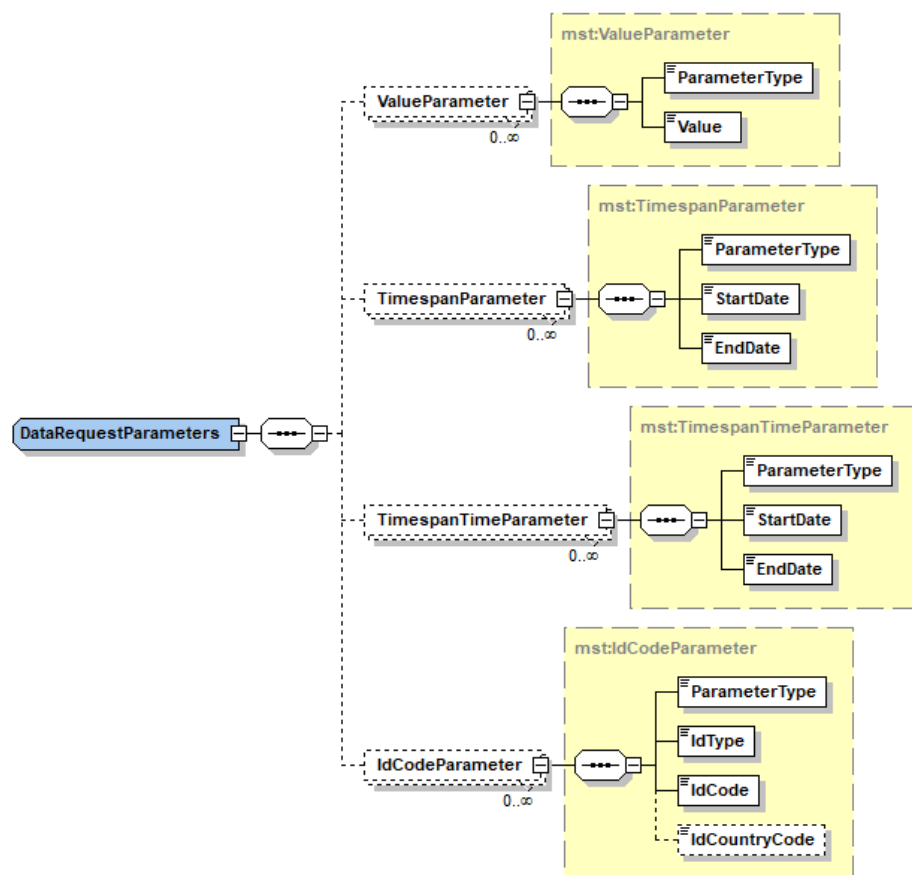 mst:ValueParameter
ValueParameter
0..∞
ParameterType
Value
mst:TimespanParameter
TimespanParameter
0..∞
ParameterType
StartDate
EndDate
DataRequestParameters
mst:TimespanTimeParameter
TimespanTimeParameter
0..∞
ParameterType
StartDate
EndDate
mst:IdCodeParameter
IdCodeParameter
0..∞
ParameterType
IdType
IdCode
IdCountryCode